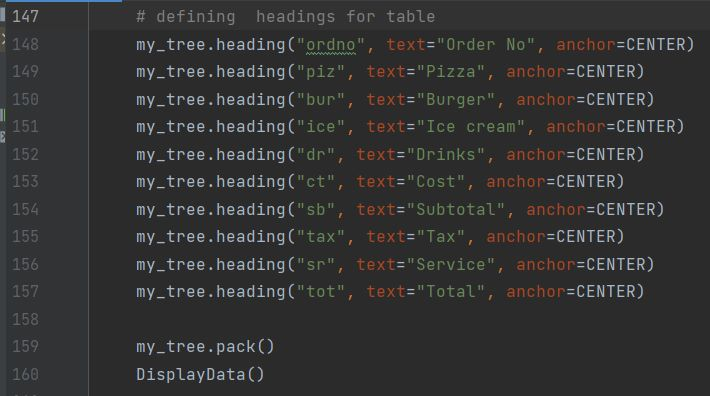 147 # defining  headings for table
148 my_tree.heading("ordno", text="Order No", anchor=CENTER)
149 my_tree.heading("piz", text="Pizza", anchor=CENTER)
150 my_tree.heading("bur", text="Burger", anchor=CENTER)
151 my_tree.heading("ice", text="Ice cream", anchor=CENTER)
152 my_tree.heading("dr", text="Drinks", anchor=CENTER)
153 my_tree.heading("ct", text="Cost", anchor=CENTER)
154 my_tree.heading("sb", text="Subtotal", anchor=CENTER)
155 my_tree.heading("tax", text="Tax", anchor=CENTER)
156 my_tree.heading("sr", text="Service", anchor=CENTER)
157 my_tree.heading("tot", text="Total", anchor=CENTER)
158
159 my_tree.pack()
160 DisplayData()